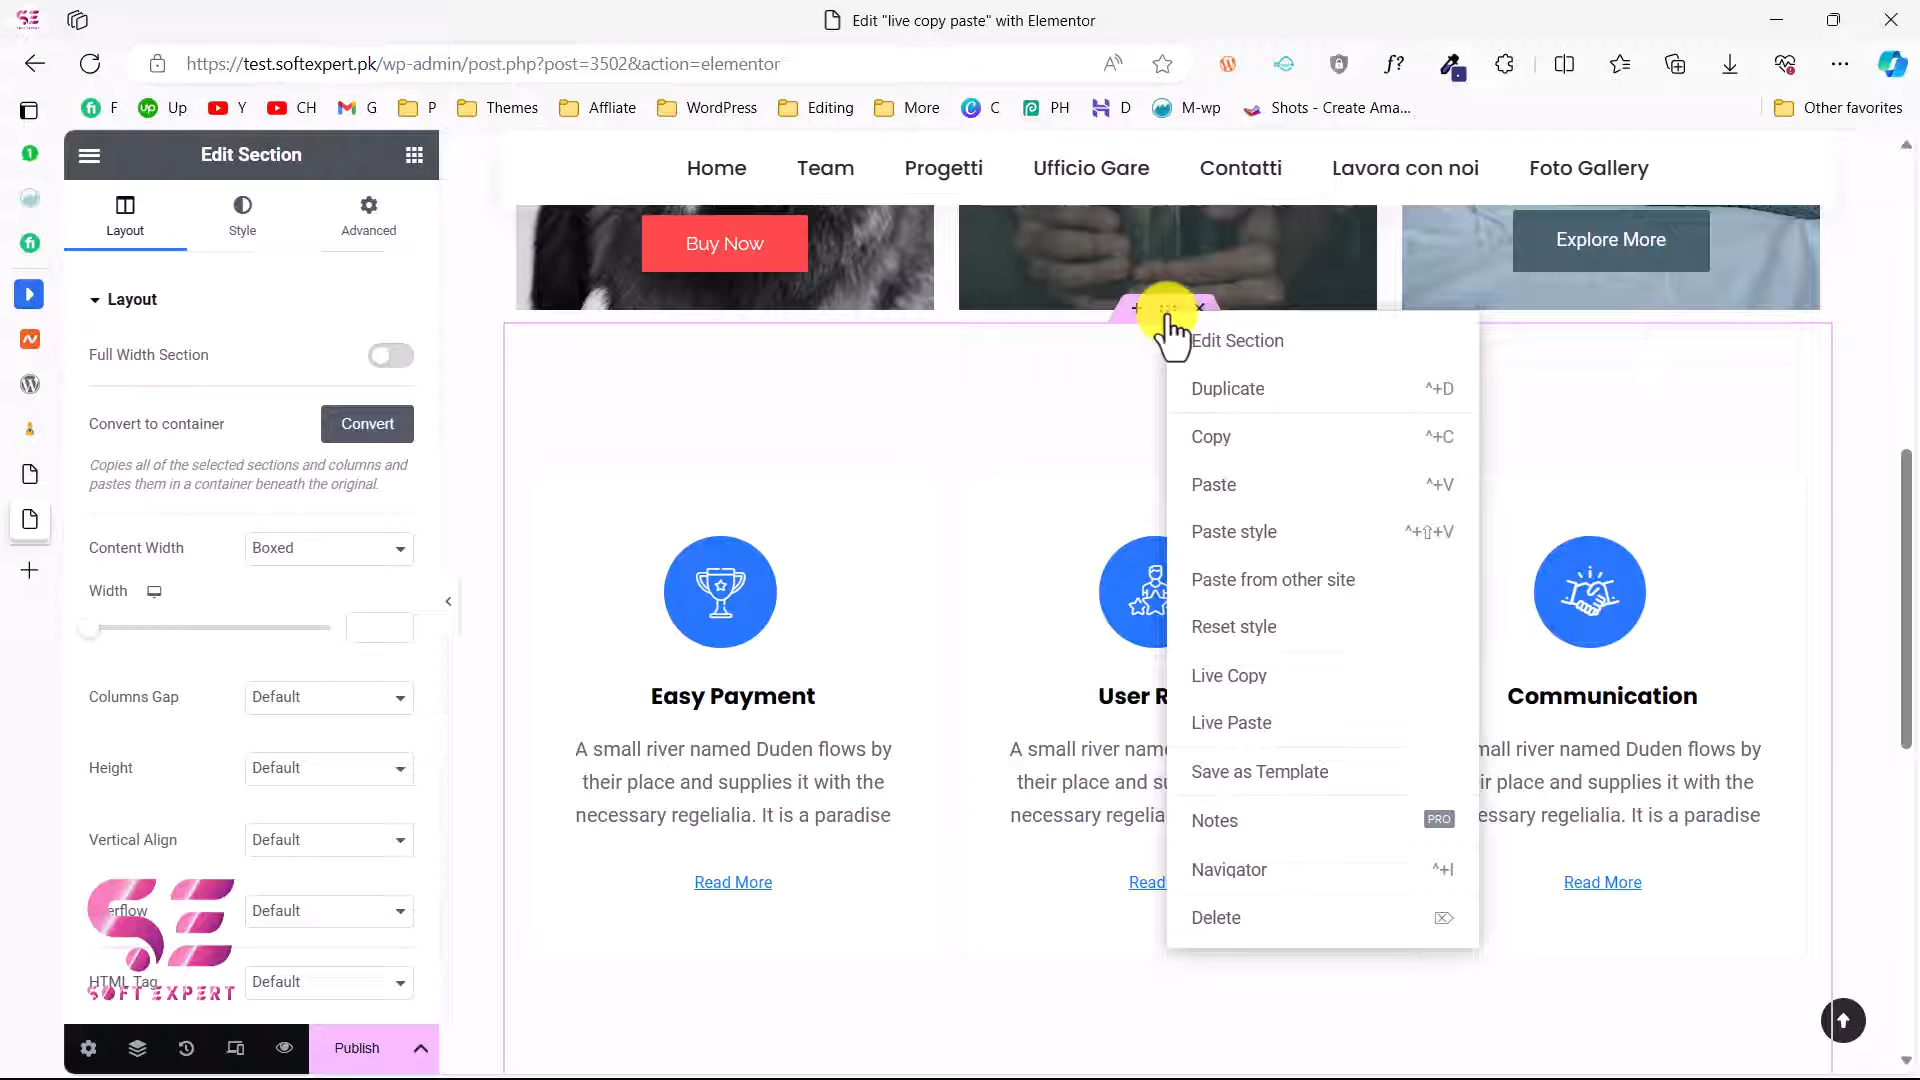 Edit "live copy paste" with Elementor
https://test.softexpert.pk/wp-admin/post.php?post=3502&action=elementor
F Up Y CH G P Themes Affliate WordPress Editing More C PH D M-wp Shots - Create Ama... Other favorites
Edit Section
Home Team Progetti Ufficio Gare Contatti Lavora con noi Foto Gallery
Layout Style Advanced
Buy Now
Explore More
Layout
Full Width Section
Convert to container Convert
Copies all of the selected sections and columns and
pastes them in a container beneath the original.
Content Width Boxed
Width
Columns Gap Default
Height Default
Vertical Align Default
Default
HTML Tag Default
SOFT EXPERT
Publish
Edit Section
Duplicate ^+D
Copy ^+C
Paste ^+V
Paste style ^+⇧+V
Paste from other site
Reset style
Live Copy
Live Paste
Save as Template
Notes PRO
Navigator ^+I
Delete
Easy Payment
A small river named Duden flows by
their place and supplies it with the
necessary regelialia. It is a paradise
Read More
User R
A small river name
their place and su
necessary regelia
Read
Communication
mall river named Duden flows by
ir place and supplies it with the
essary regelialia. It is a paradise
Read More